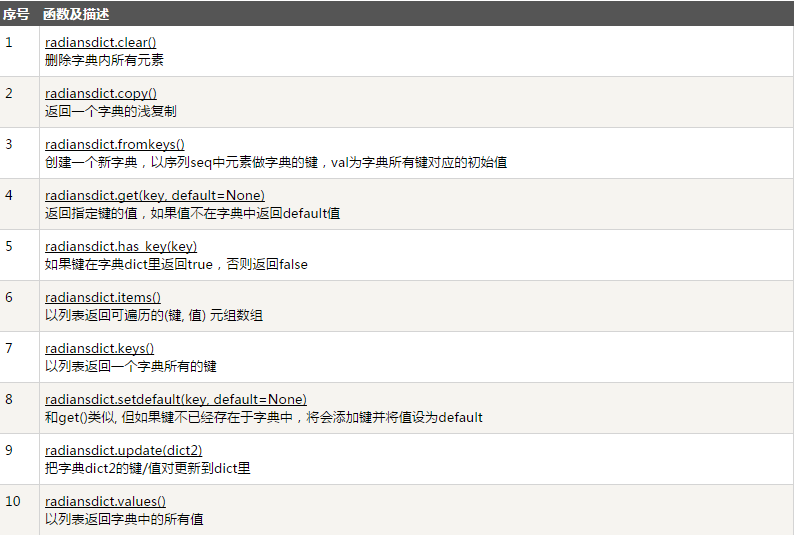 序号 函数及描述
1 radiansdict.clear()
删除字典内所有元素
2 radiansdict.copy()
返回一个字典的浅复制
3 radiansdict.fromkeys()
创建一个新字典，以序列seq中元素做字典的键，val为字典所有键对应的初始值
4 radiansdict.get(key, default=None)
返回指定键的值，如果值不在字典中返回default值
5 radiansdict.has_key(key)
如果键在字典dict里返回true，否则返回false
6 radiansdict.items()
以列表返回可遍历的(键, 值) 元组数组
7 radiansdict.keys()
以列表返回一个字典所有的键
8 radiansdict.setdefault(key, default=None)
和get()类似, 但如果键不已经存在于字典中，将会添加键并将值设为default
9 radiansdict.update(dict2)
把字典dict2的键/值对更新到dict里
10 radiansdict.values()
以列表返回字典中的所有值